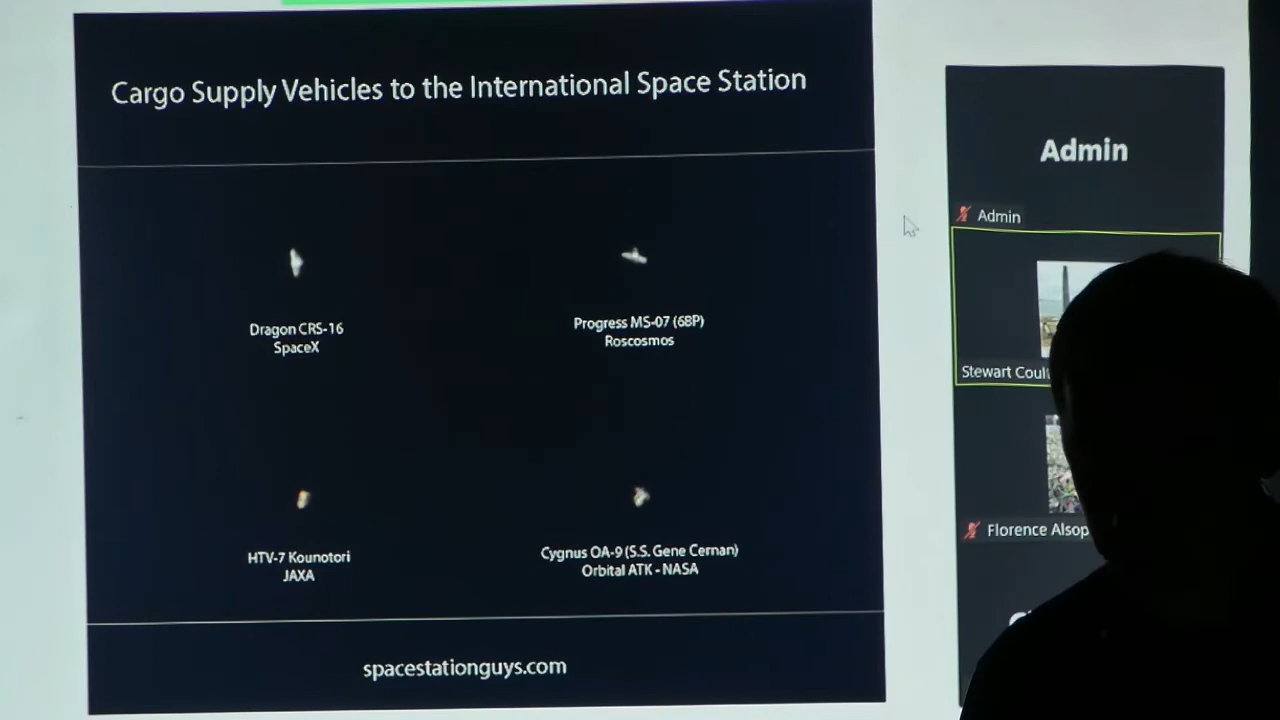 Cargo Supply Vehicles to the International Space Station
Dragon CRS-16
SpaceX
Progress MS-07 (68P)
Roscosmos
HTV-7 Kounotori
JAXA
Cygnus OA-9 (S.S. Gene Cernan)
Orbital ATK - NASA
spacestationguys.com
Admin
Admin
Stewart
Florence Alsop